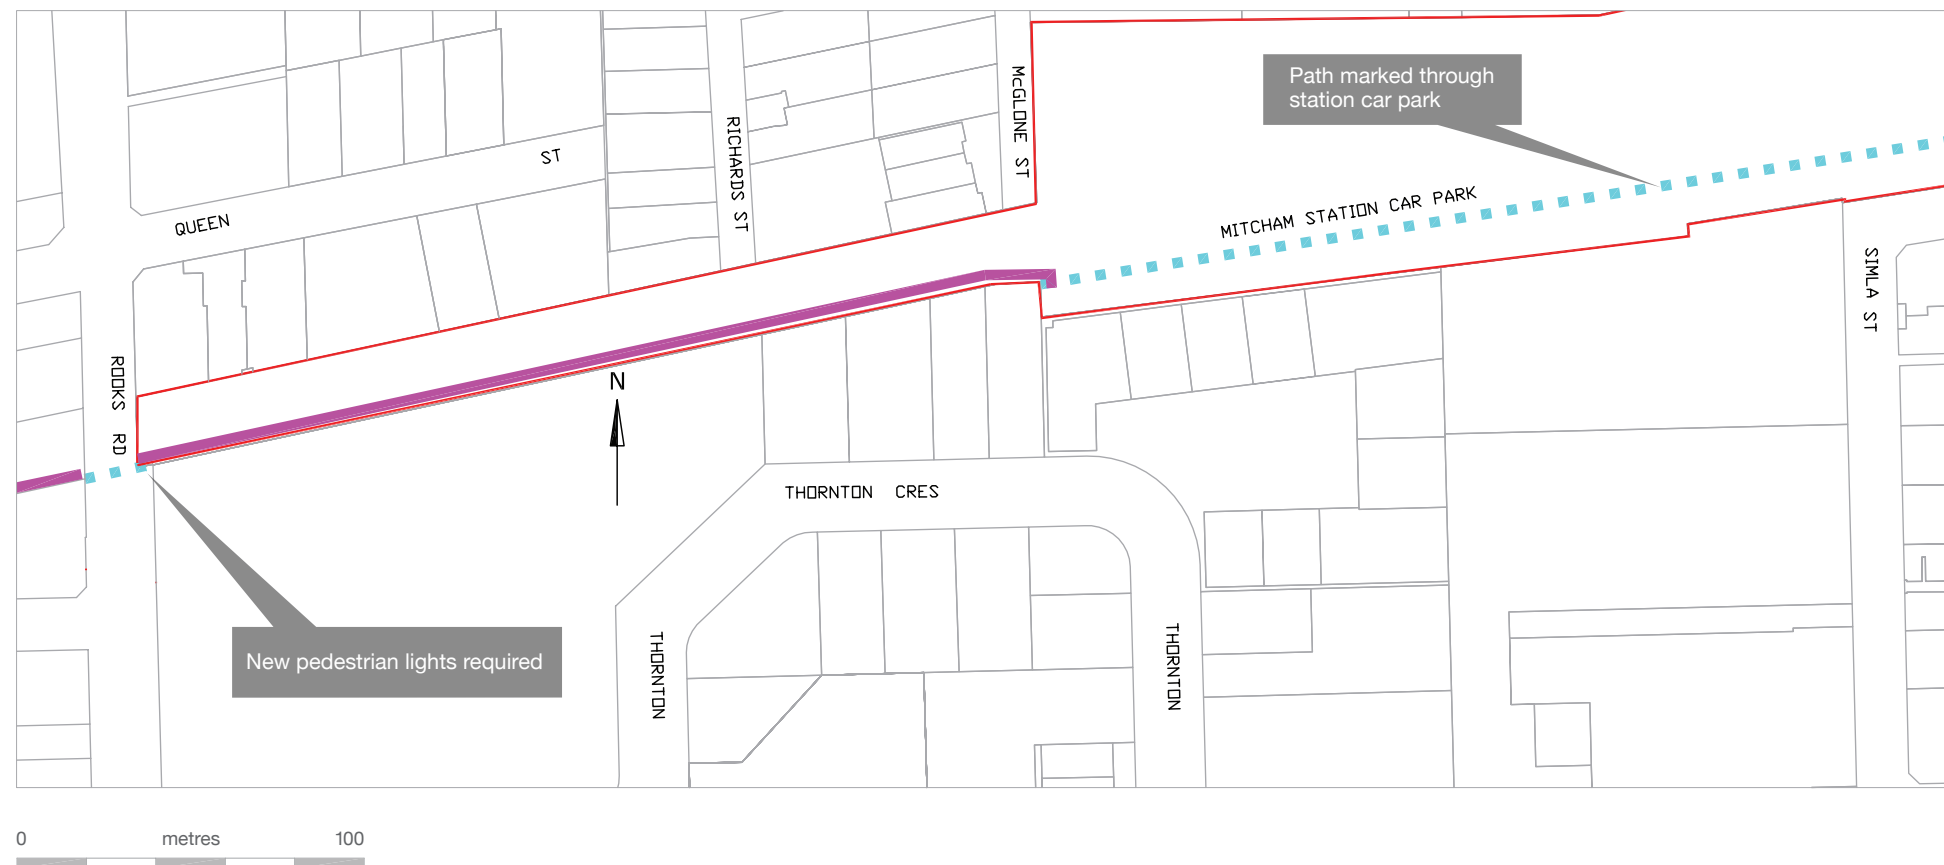 Path marked through
station car park
McGLONE ST
RICHARDS ST
ST
QUEEN
MITCHAM STATION CAR PARK
SIMLA ST
ROOKS RD
N
THORNTON CRES
New pedestrian lights required
THORNTON
THORNTON
0 metres 100